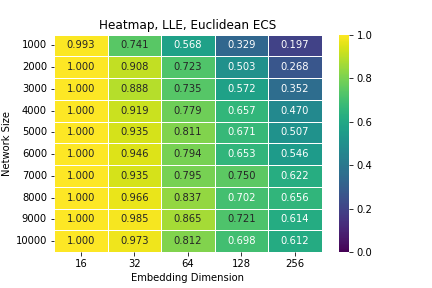 Heatmap, LLE, Euclidean ECS
Network Size
1000 0.993 0.741 0.568 0.329 0.197
2000 1.000 0.908 0.723 0.503 0.268
3000 1.000 0.888 0.735 0.572 0.352
4000 1.000 0.919 0.779 0.657 0.470
5000 1.000 0.935 0.811 0.671 0.507
6000 1.000 0.946 0.794 0.653 0.546
7000 1.000 0.935 0.795 0.750 0.622
8000 1.000 0.966 0.837 0.702 0.656
9000 1.000 0.985 0.865 0.721 0.614
10000 1.000 0.973 0.812 0.698 0.612
16 32 64 128 256
Embedding Dimension
1.0
0.8
0.6
0.4
0.2
0.0